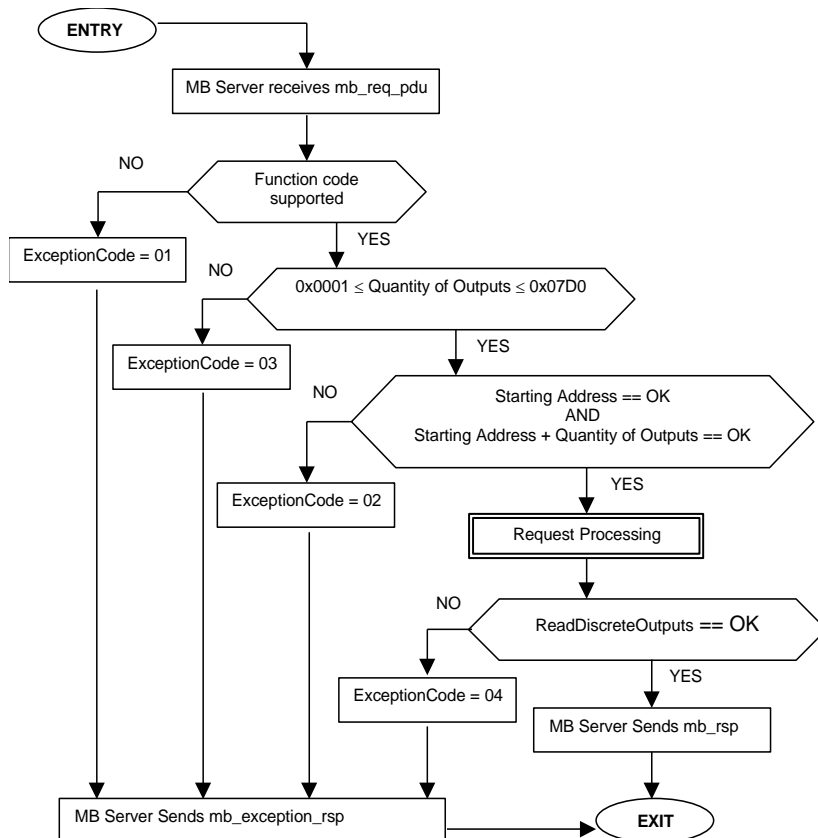 ENTRY
MB Server receives mb_req_pdu
NO
Function code
supported
YES
ExceptionCode = 01
NO
0x0001 ≤ Quantity of Outputs ≤ 0x07D0
YES
ExceptionCode = 03
NO
Starting Address == OK
AND
Starting Address + Quantity of Outputs == OK
YES
ExceptionCode = 02
Request Processing
NO
ReadDiscreteOutputs == OK
YES
ExceptionCode = 04
MB Server Sends mb_rsp
MB Server Sends mb_exception_rsp
EXIT